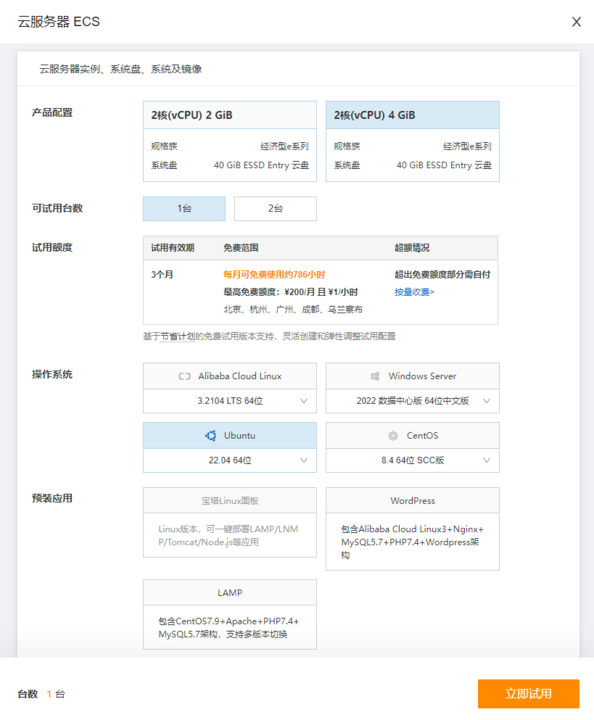 云服务器 ECS
云服务器实例、系统盘、系统及镜像
产品配置
2核(vCPU) 2 GiB
规格族 经济型e系列
系统盘 40 GiB ESSD Entry 云盘
2核(vCPU) 4 GiB
规格族 经济型e系列
系统盘 40 GiB ESSD Entry 云盘
可试用台数 1台 2台
试用额度 试用有效期 免费范围 超额情况
3个月 每月可免费使用约786小时 超出免费额度部分需自付
最高免费额度：¥200/月 且 ¥1/小时 按量收费>
北京、杭州、广州、成都、乌兰察布
基于节省计划的免费试用版本支持，灵活创建和弹性调整试用配置
操作系统 Alibaba Cloud Linux Windows Server
3.2104 LTS 64位 2022 数据中心版 64位中文版
Ubuntu CentOS
22.04 64位 8.4 64位 SCC版
预装应用
宝塔Linux面板
Linux版本，可一键部署LAMP/LNM
P/Tomcat/Node.js等应用
WordPress
包含Alibaba Cloud Linux3+Nginx+
MySQL5.7+PHP7.4+Wordpress架
构
LAMP
包含CentOS7.9+Apache+PHP7.4+
MySQL5.7架构，支持多版本切换
台数 1 台 立即试用